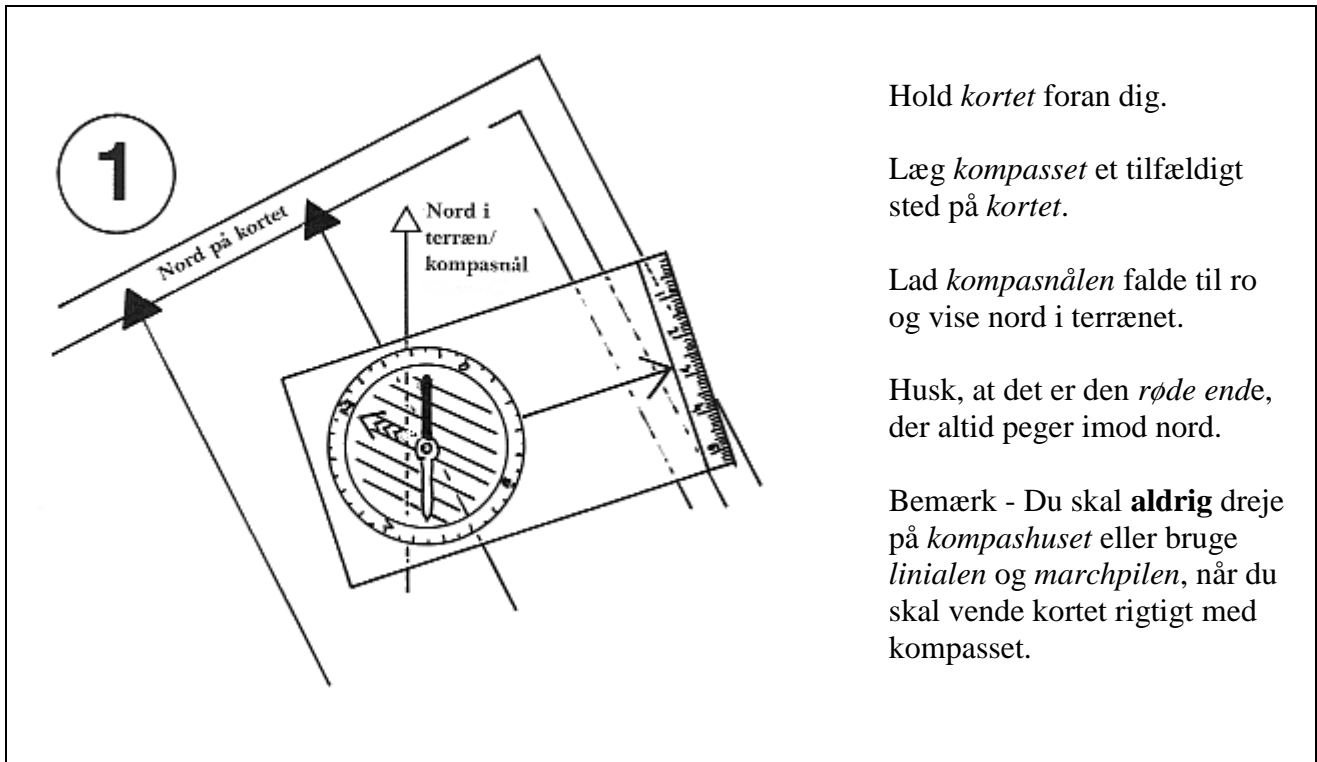 1
Nord på kortet
Nord i
terræn/
kompasnål
Hold kortet foran dig.
Læg kompasset et tilfældigt
sted på kortet.
Lad kompasnålen falde til ro
og vise nord i terrænet.
Husk, at det er den røde ende,
der altid peger imod nord.
Bemærk - Du skal aldrig dreje
på kompashuset eller bruge
linialen og marchpilen, når du
skal vende kortet rigtigt med
kompasset.